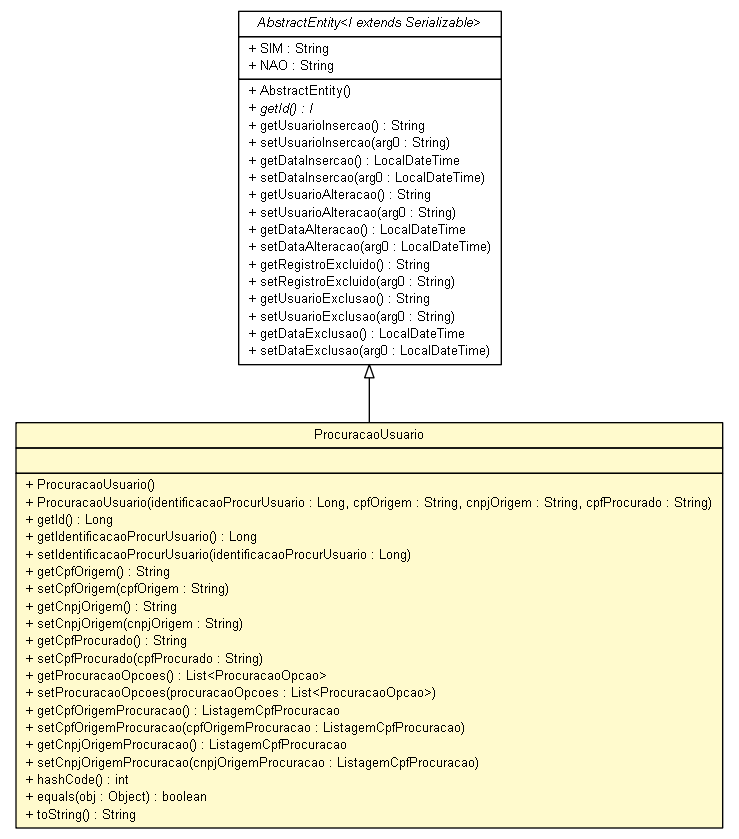 AbstractEntity<I extends Serializable>
+ SIM : String
+ NAO : String
+ AbstractEntity()
+ getId() : I
+ getUsuarioInsercao() : String
+ setUsuarioInsercao(arg0 : String)
+ getDataInsercao() : LocalDateTime
+ setDataInsercao(arg0 : LocalDateTime)
+ getUsuarioAlteracao() : String
+ setUsuarioAlteracao(arg0 : String)
+ getDataAlteracao() : LocalDateTime
+ setDataAlteracao(arg0 : LocalDateTime)
+ getRegistroExcluido() : String
+ setRegistroExcluido(arg0 : String)
+ getUsuarioExclusao() : String
+ setUsuarioExclusao(arg0 : String)
+ getDataExclusao() : LocalDateTime
+ setDataExclusao(arg0 : LocalDateTime)
ProcuracaoUsuario
+ ProcuracaoUsuario()
+ ProcuracaoUsuario(identificacaoProcurUsuario : Long, cpfOrigem : String, cnpjOrigem : String, cpfProcurado : String)
+ getId() : Long
+ getIdentificacaoProcurUsuario() : Long
+ setIdentificacaoProcurUsuario(identificacaoProcurUsuario : Long)
+ getCpfOrigem() : String
+ setCpfOrigem(cpfOrigem : String)
+ getCnpjOrigem() : String
+ setCnpjOrigem(cnpjOrigem : String)
+ getCpfProcurado() : String
+ setCpfProcurado(cpfProcurado : String)
+ getProcuracaoOpcoes() : List<ProcuracaoOpcao>
+ setProcuracaoOpcoes(procuracaoOpcoes : List<ProcuracaoOpcao>)
+ getCpfOrigemProcuracao() : ListagemCpfProcuracao
+ setCpfOrigemProcuracao(cpfOrigemProcuracao : ListagemCpfProcuracao)
+ getCnpjOrigemProcuracao() : ListagemCpfProcuracao
+ setCnpjOrigemProcuracao(cnpjOrigemProcuracao : ListagemCpfProcuracao)
+ hashCode() : int
+ equals(obj : Object) : boolean
+ toString() : String